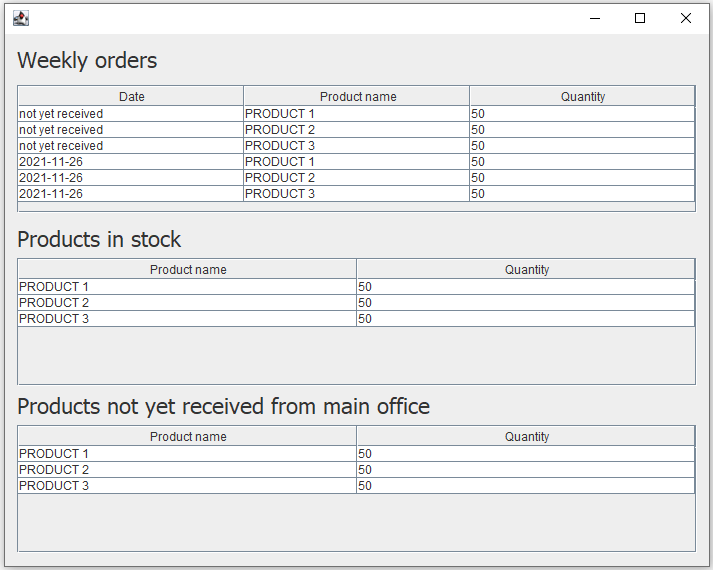 Weekly orders
Date Product name Quantity
not yet received PRODUCT 1 50
not yet received PRODUCT 2 50
not yet received PRODUCT 3 50
2021-11-26 PRODUCT 1 50
2021-11-26 PRODUCT 2 50
2021-11-26 PRODUCT 3 50
Products in stock
Product name Quantity
PRODUCT 1 50
PRODUCT 2 50
PRODUCT 3 50
Products not yet received from main office
Product name Quantity
PRODUCT 1 50
PRODUCT 2 50
PRODUCT 3 50